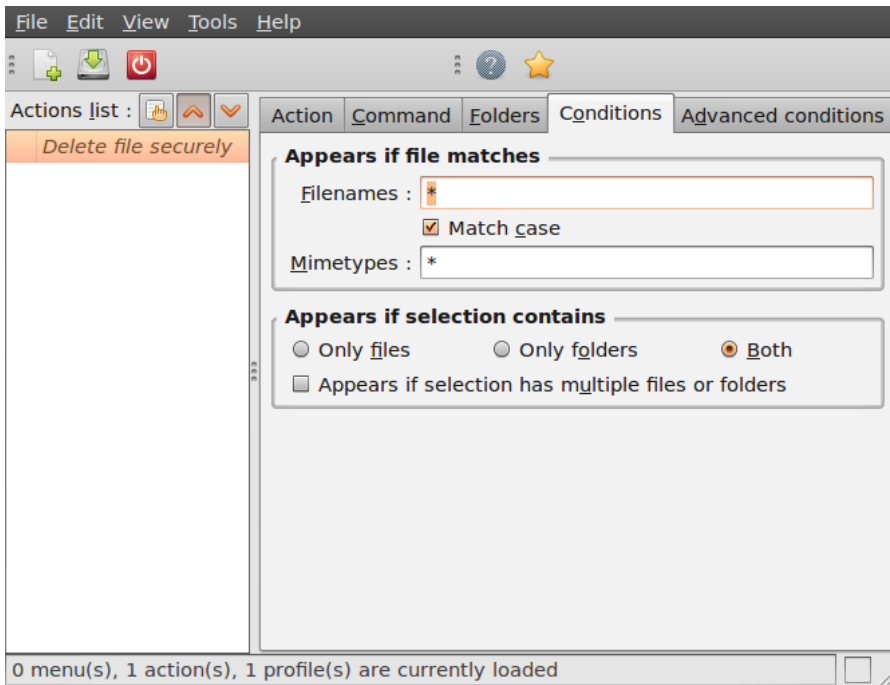 File Edit View Tools Help
Actions list :
Action Command Folders Conditions Advanced conditions
Delete file securely
Appears if file matches
Filenames : *
Match case
Mimetypes : *
Appears if selection contains
Only files Only folders Both
Appears if selection has multiple files or folders
0 menu(s), 1 action(s), 1 profile(s) are currently loaded